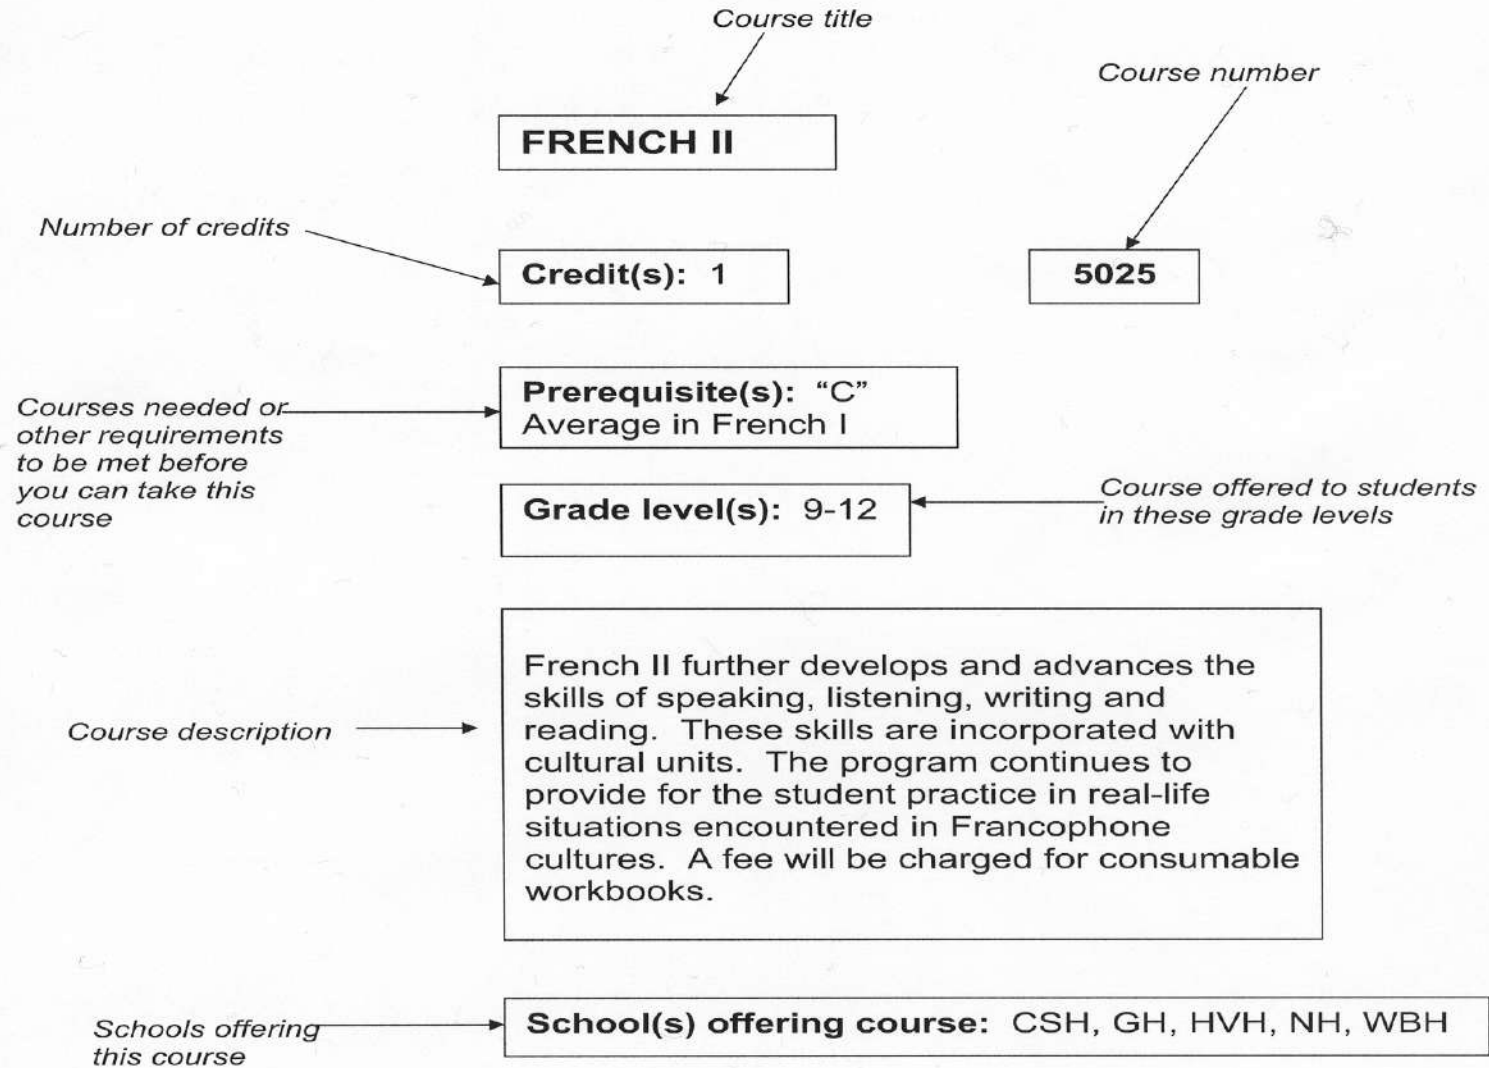 Course title
Course number
FRENCH II
Number of credits
Credit(s): 1
5025
Prerequisite(s): “C”
Average in French I
Courses needed or
other requirements
to be met before
you can take this
course
Grade level(s): 9-12
Course offered to students
in these grade levels
French II further develops and advances the
skills of speaking, listening, writing and
reading. These skills are incorporated with
cultural units. The program continues to
provide for the student practice in real-life
situations encountered in Francophone
cultures. A fee will be charged for consumable
workbooks.
Course description
School(s) offering course: CSH, GH, HVH, NH, WBH
Schools offering
this course